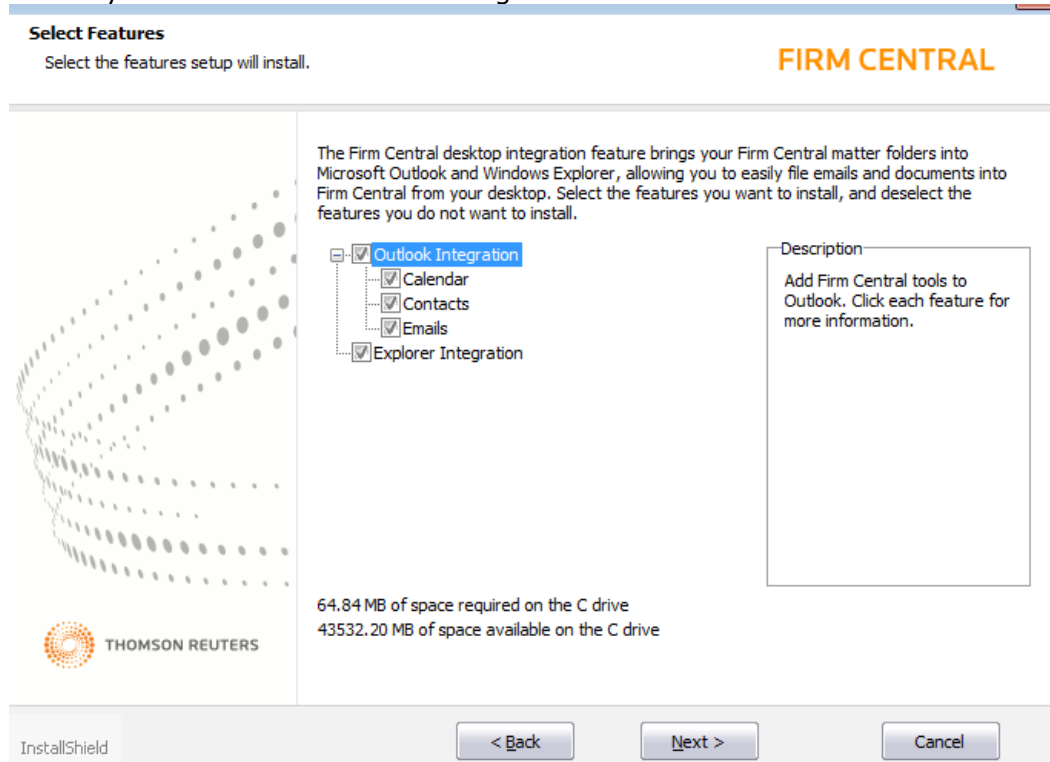 Select Features
Select the features setup will install.
FIRM CENTRAL
The Firm Central desktop integration feature brings your Firm Central matter folders into
Microsoft Outlook and Windows Explorer, allowing you to easily file emails and documents into
Firm Central from your desktop. Select the features you want to install, and deselect the
features you do not want to install.
Outlook Integration
Calendar
Contacts
Emails
Explorer Integration
Description
Add Firm Central tools to
Outlook. Click each feature for
more information.
64.84 MB of space required on the C drive
43532.20 MB of space available on the C drive
THOMSON REUTERS
InstallShield
< Back
Next >
Cancel